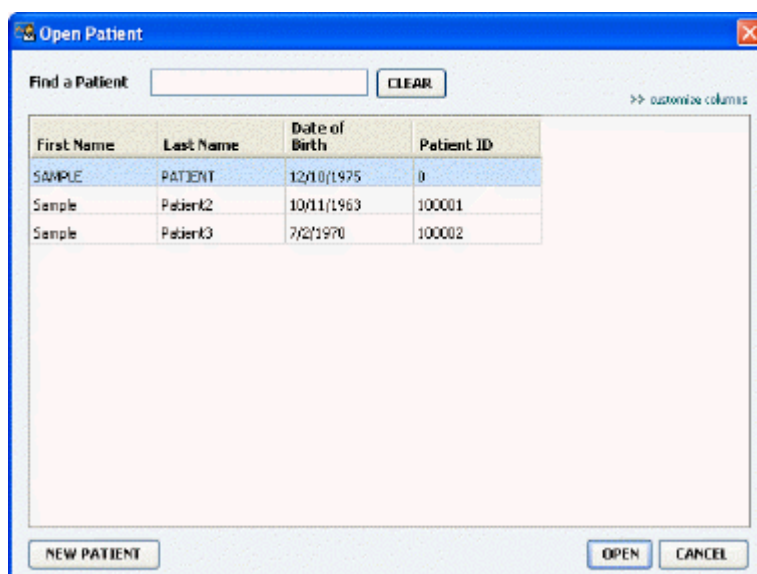 Open Patient
Find a Patient CLEAR
>> customize columns
First Name Last Name Date of Birth Patient ID
SAMPLE PATIENT 12/10/1975 0
Sample Patient2 10/11/1963 100001
Sample Patient3 7/2/1970 100002
NEW PATIENT OPEN CANCEL